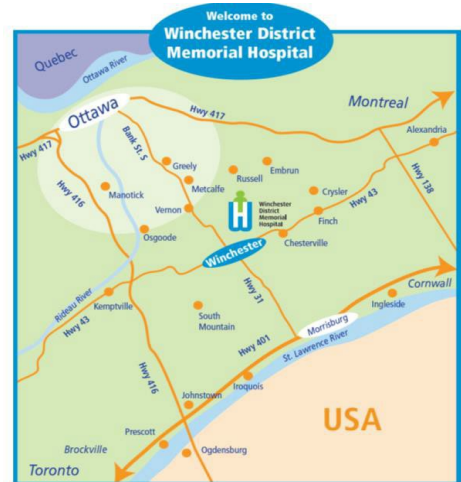 Welcome to
Winchester District
Memorial Hospital
Quebec
Ottawa River
Ottawa
Hwy 417
Montreal
Hwy 417
Bank St. S
Alexandria
Hwy 416
Greely
Embrun
Russell
Metcalfe
Manotick
Crysler
Hwy 43
Hwy 138
Vernon
Winchester
District
Memorial
Hospital
Finch
Osgoode
Chesterville
Winchester
Rideau River
Kemptville
Hwy 43
Hwy 31
Cornwall
Ingleside
South
Mountain
Morrisburg
Hwy 401
St. Lawrence River
Hwy 416
Iroquois
Johnstown
USA
Prescott
Brockville
Ogdensburg
Toronto